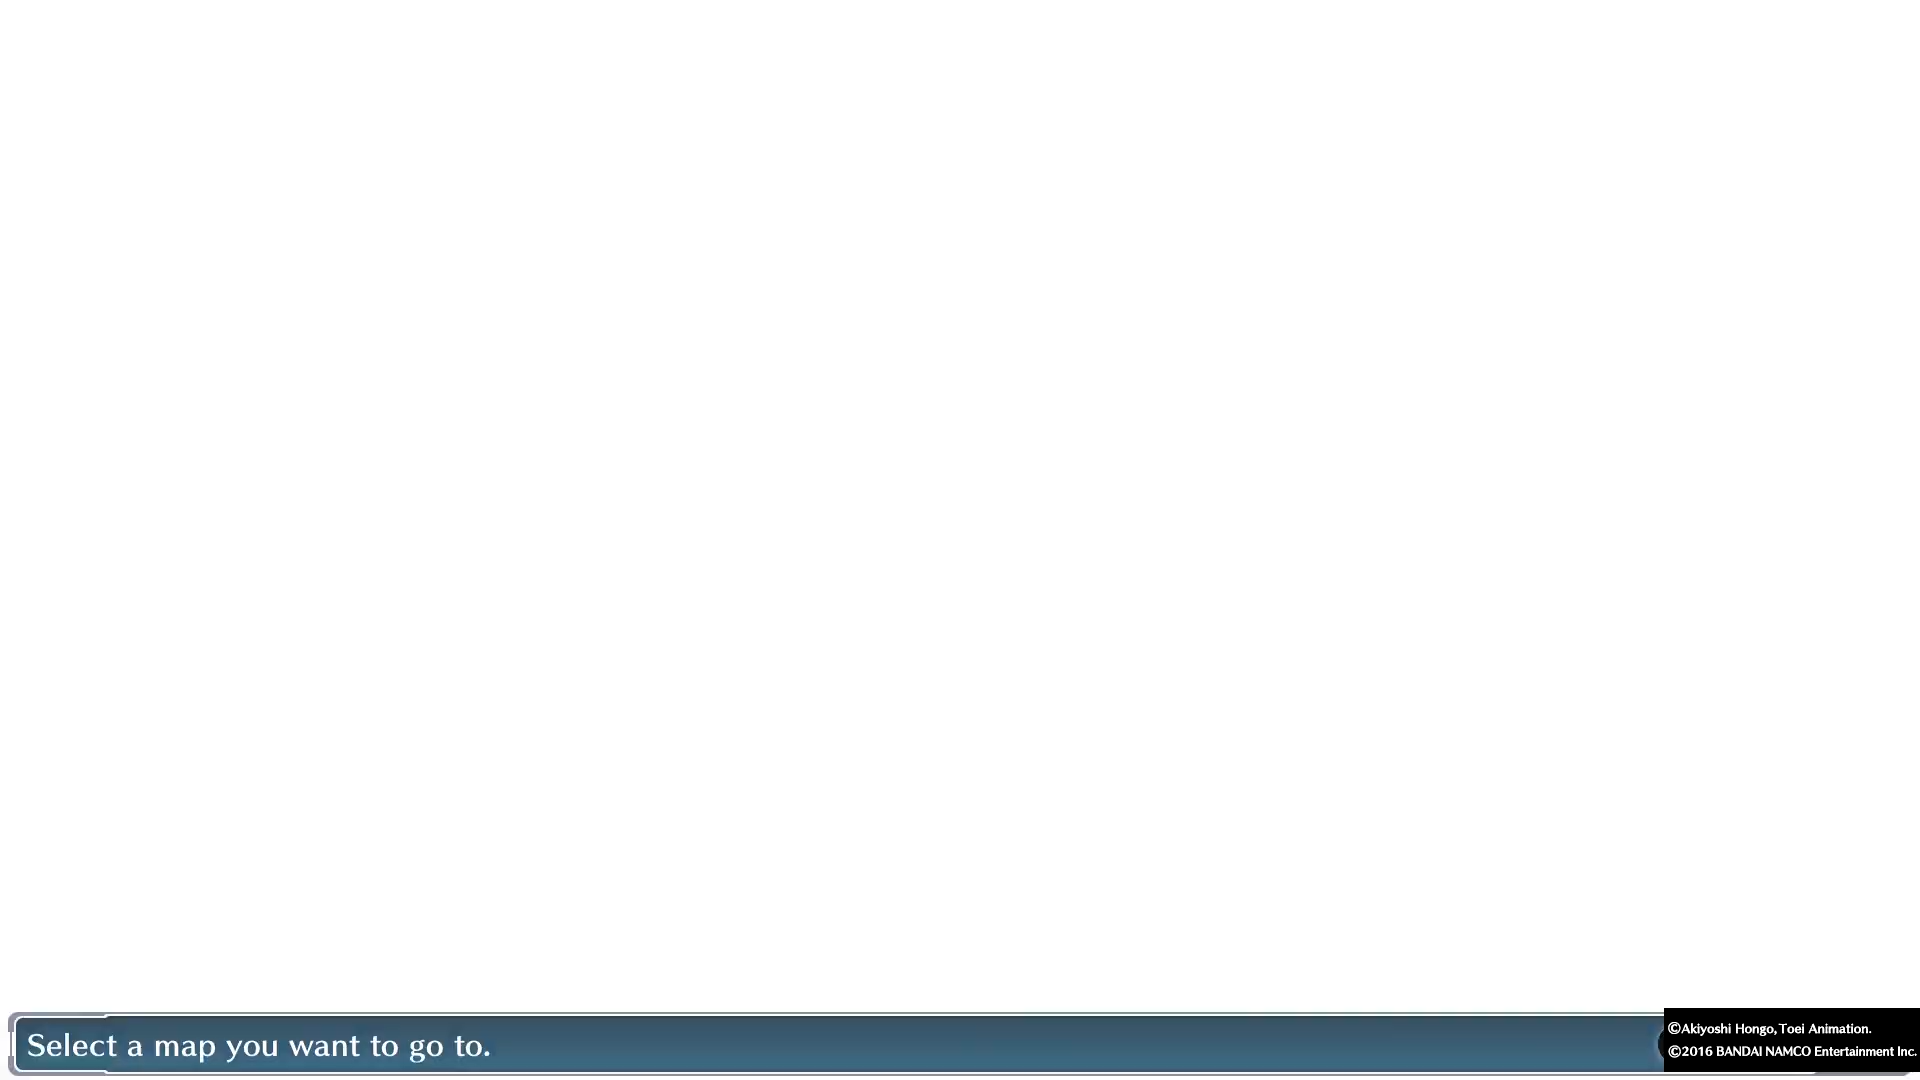 Select a map you want to go to.
©Akiyoshi Hongo, Toei Animation.
©2016 BANDAI NAMCO Entertainment Inc.